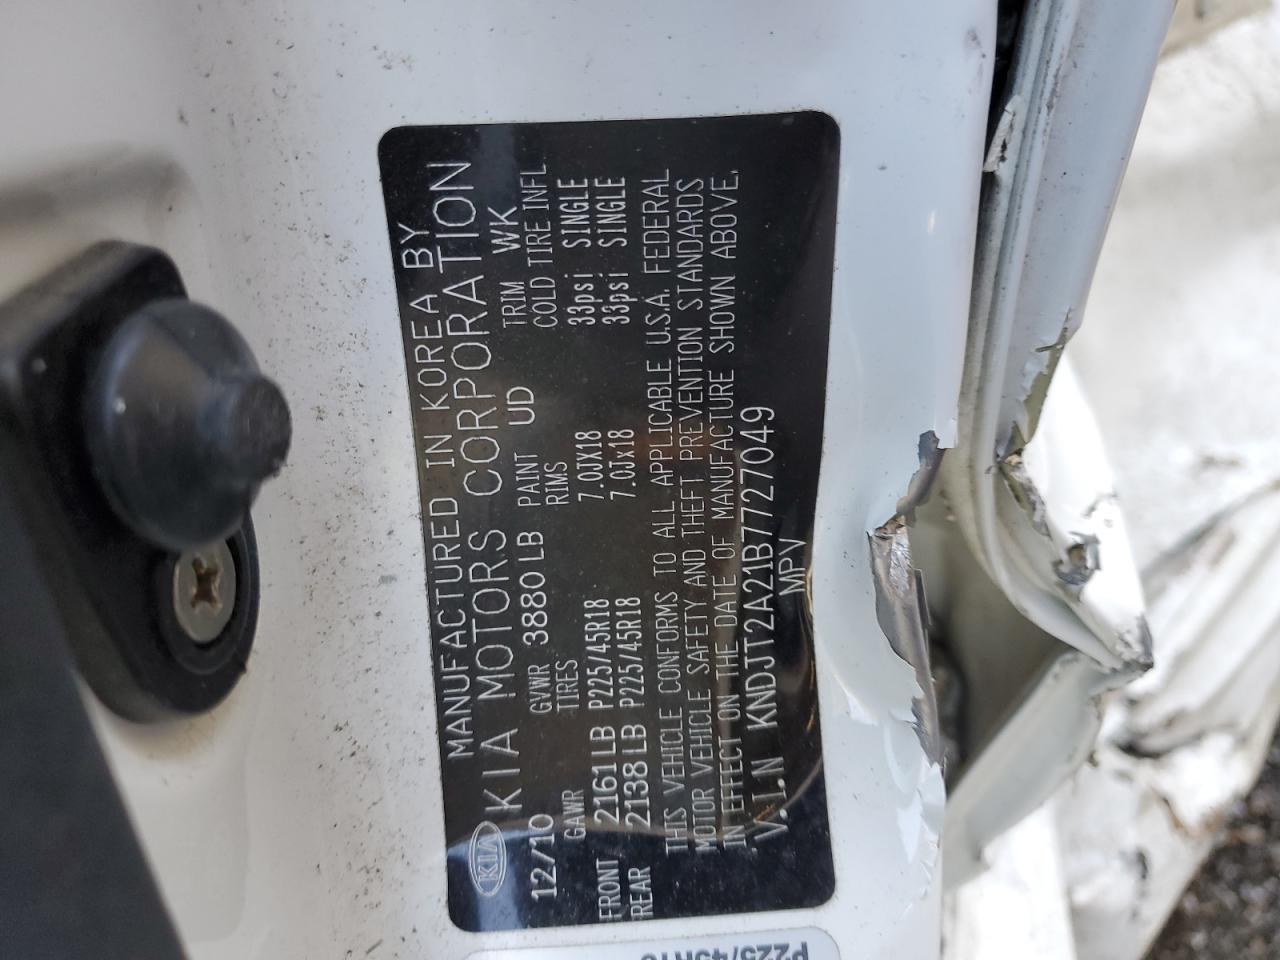 MANUFACTURED IN KOREA BY
KIA KIA MOTORS CORPORATION
12/10 GVWR 3880 LB PAINT UD TRIM WK
GAWR TIRES RIMS COLD TIRE INFL
FRONT 2161 LB P225/45R18 7.0JX18 33psi SINGLE
REAR 2138 LB P225/45R18 7.0Jx18 33psi SINGLE
THIS VEHICLE CONFORMS TO ALL APPLICABLE U.S.A. FEDERAL
MOTOR VEHICLE SAFETY AND THEFT PREVENTION STANDARDS
IN EFFECT ON THE DATE OF MANUFACTURE SHOWN ABOVE.
V.I.N KNDJT2A21B7727049
MPV